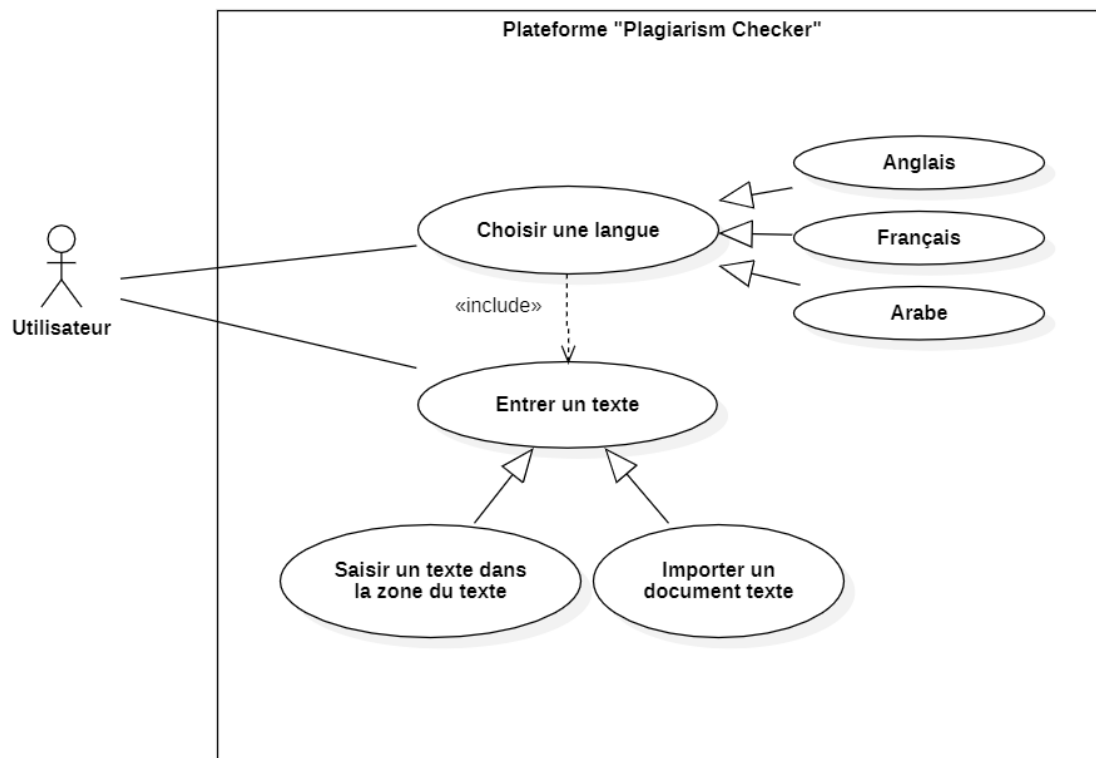 Plateforme "Plagiarism Checker"
Anglais
Choisir une langue
Français
Arabe
«include»
Utilisateur
Entrer un texte
Saisir un texte dans
la zone du texte
Importer un
document texte